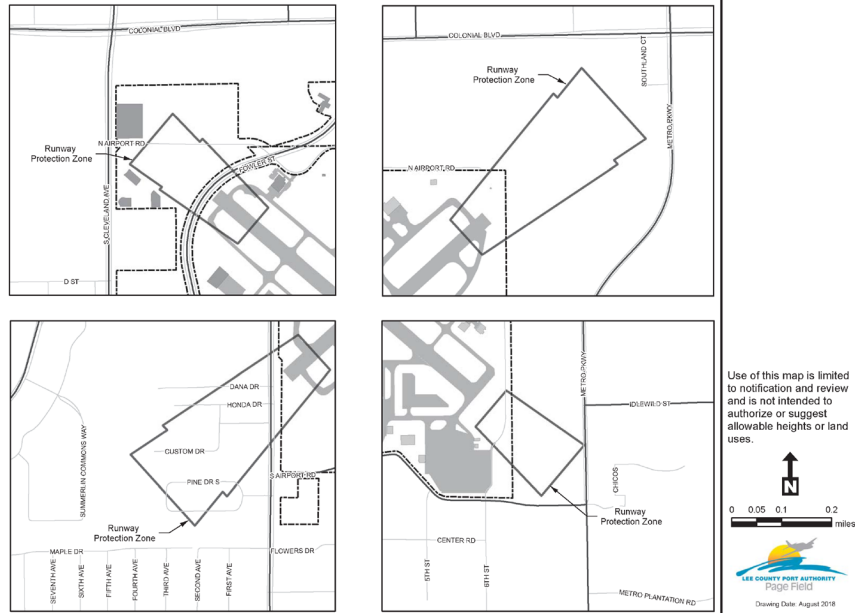 COLONIAL BLVD
Runway
Protection Zone
N AIRPORT RD
FOWLER ST
S CLEVELAND AVE
D ST
COLONIAL BLVD
Runway
Protection Zone
SOUTHLAND CT
METRO PKWY
N AIRPORT RD
DANA DR
HONDA DR
SUMMERLIN COMMONS WAY
CUSTOM DR
PINE DR S
S AIRPORT RD
Runway
Protection Zone
MAPLE DR
FLOWERS DR
SEVENTH AVE
SIXTH AVE
FIFTH AVE
FOURTH AVE
THIRD AVE
SECOND AVE
FIRST AVE
METRO PKWY
IDLEWILD ST
CHICOS
Runway
Protection Zone
CENTER RD
5TH ST
6TH ST
METRO PLANTATION RD
Use of this map is limited
to notification and review
and is not intended to
authorize or suggest
allowable heights or land
uses.
N
0 0.05 0.1 0.2
miles
LEE COUNTY PORT AUTHORITY
Page Field
Drawing Date: August 2018